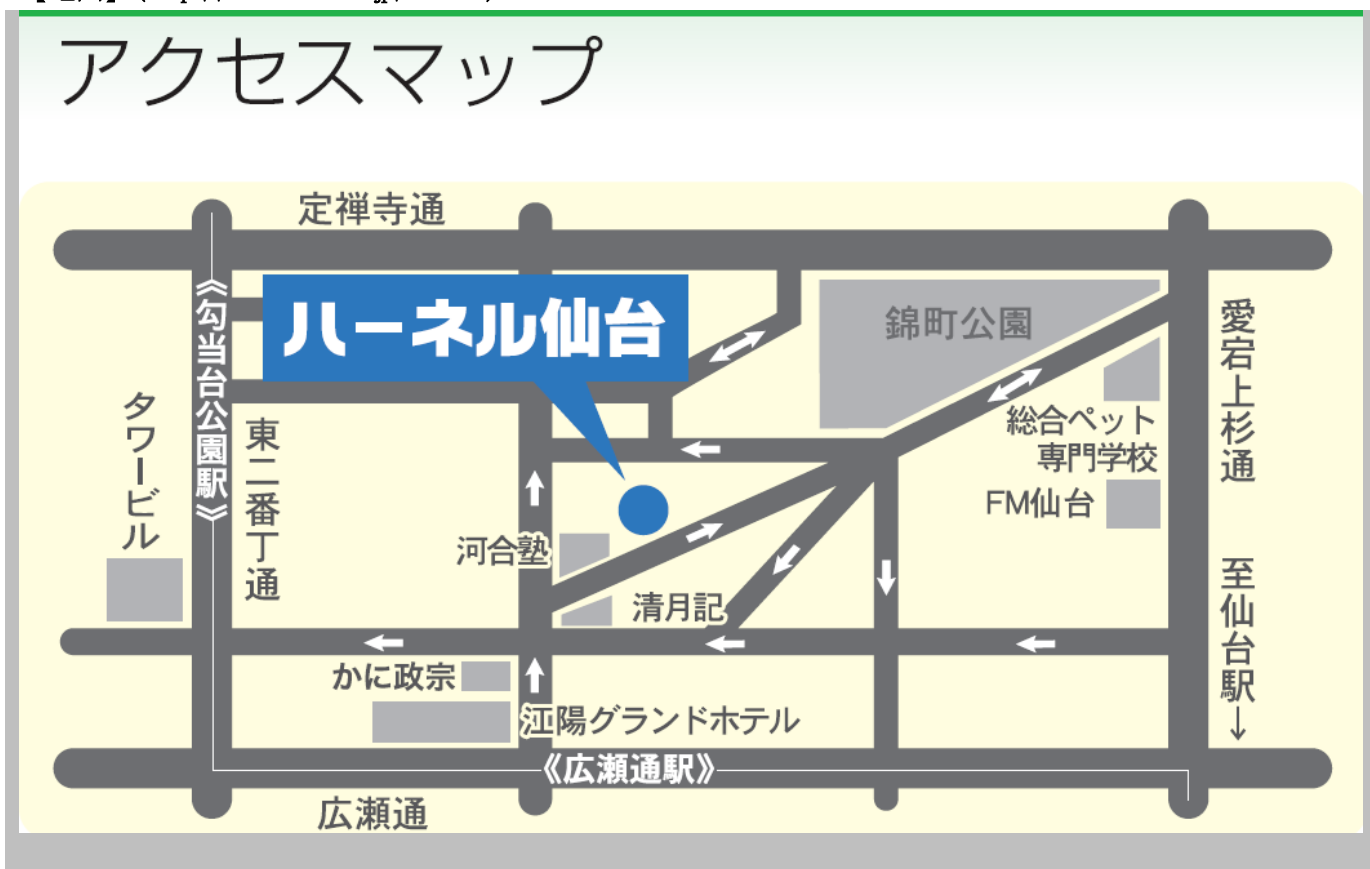 アクセスマップ
定禅寺通
ハーネル仙台
錦町公園
《勾当台公園駅》
東二番丁通
タワービル
愛宕上杉通
総合ペット
専門学校
FM仙台
河合塾
清月記
至仙台駅↓
かに政宗
江陽グランドホテル
《広瀬通駅》
広瀬通